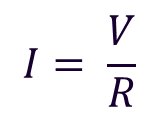 I = V/R